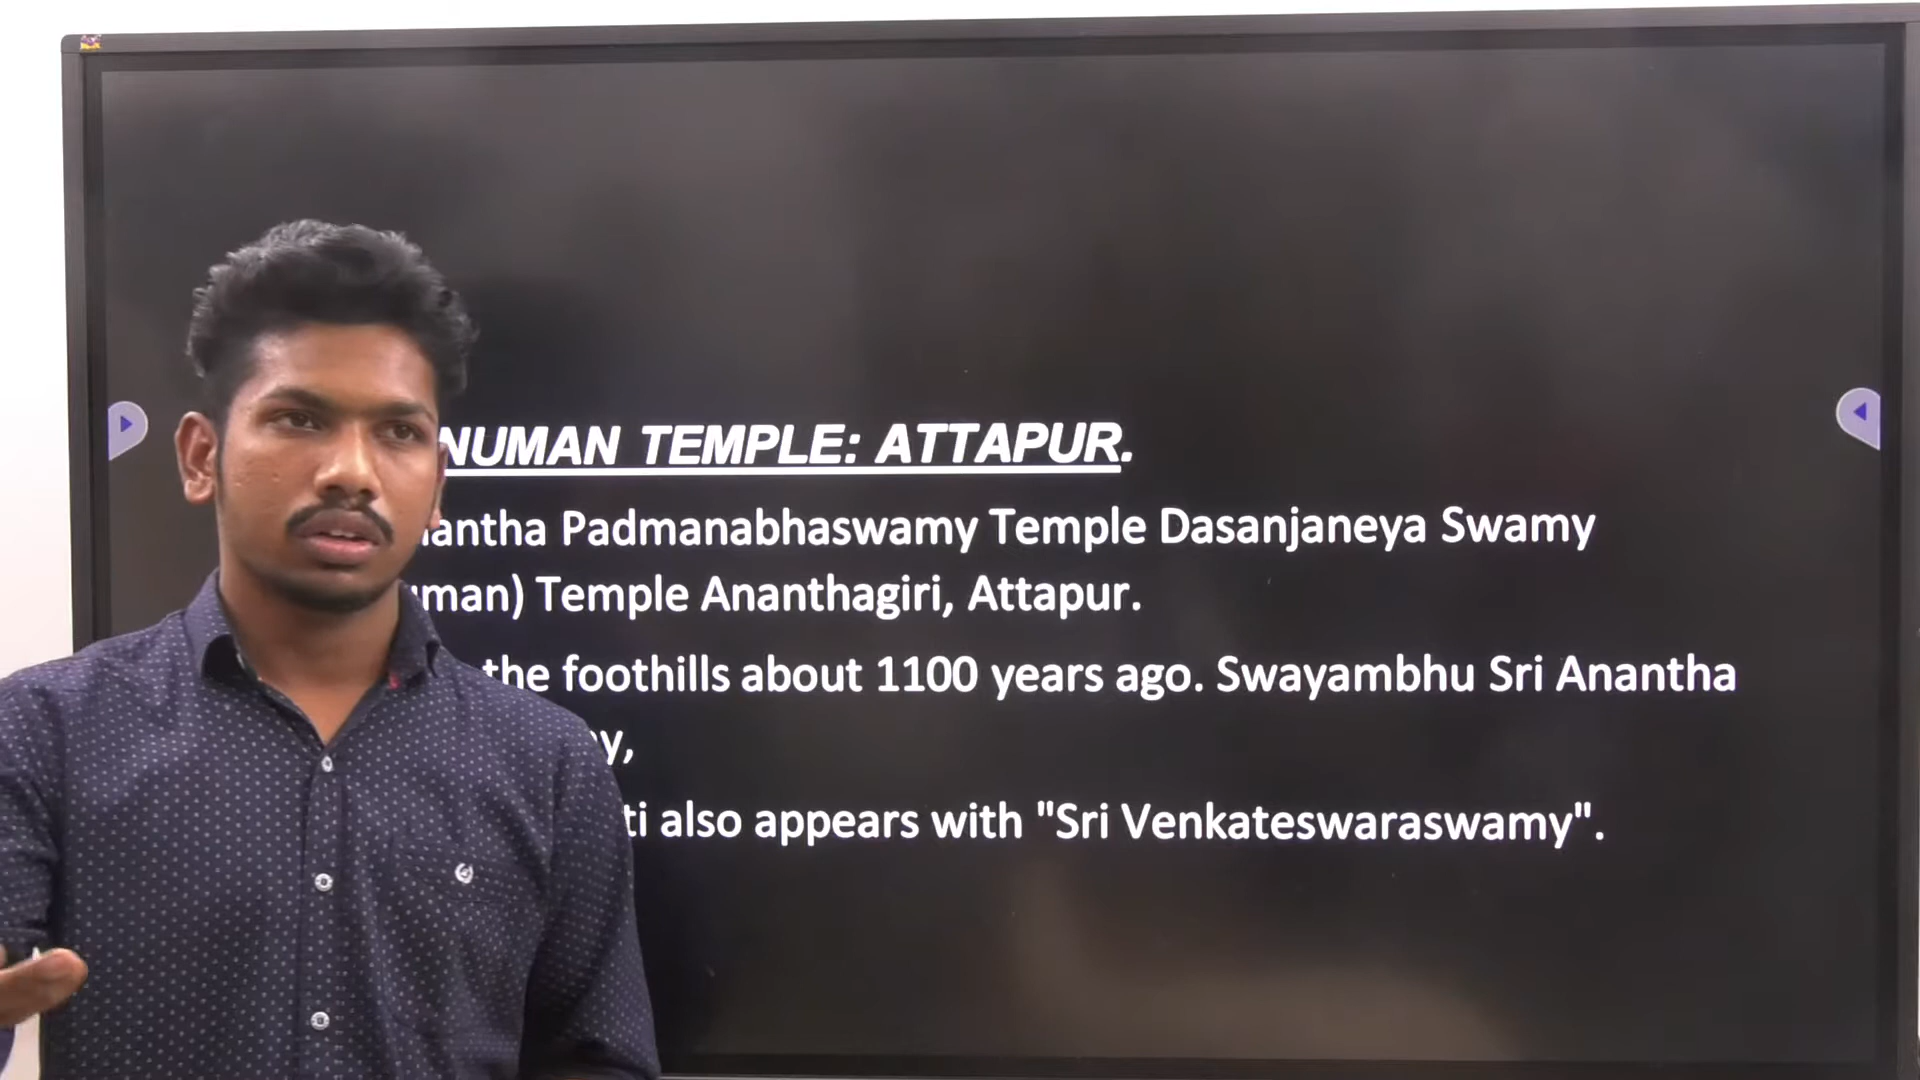 NUMAN TEMPLE: ATTAPUR.
antha Padmanabhaswamy Temple Dasanjaneya Swamy
man) Temple Ananthagiri, Attapur.
the foothills about 1100 years ago. Swayambhu Sri Anantha
y,
ti also appears with "Sri Venkateswaraswamy".